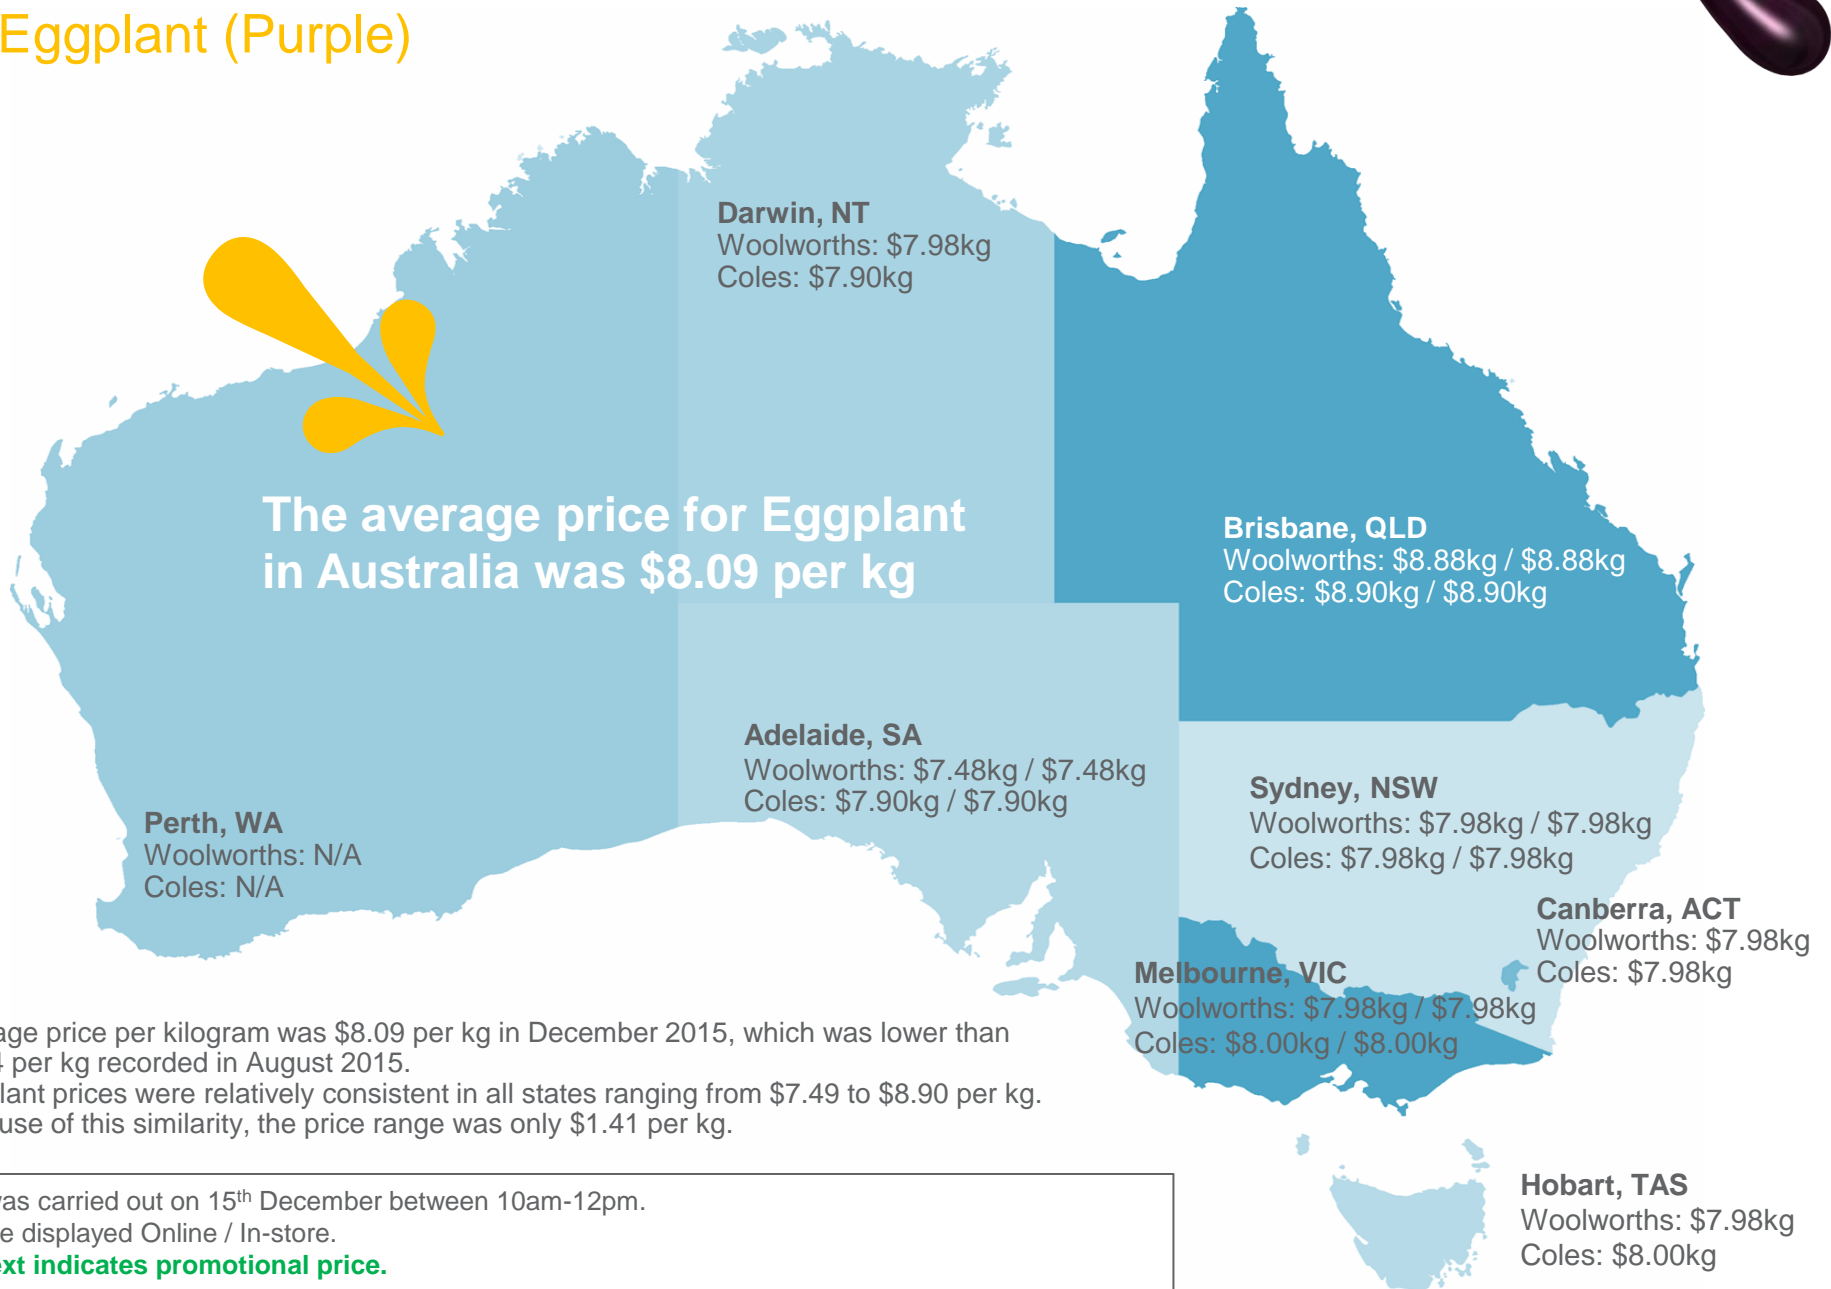 Eggplant (Purple)
Darwin, NT
Woolworths: $7.98kg
Coles: $7.90kg
The average price for Eggplant
in Australia was $8.09 per kg
Brisbane, QLD
Woolworths: $8.88kg / $8.88kg
Coles: $8.90kg / $8.90kg
Adelaide, SA
Woolworths: $7.48kg / $7.48kg
Coles: $7.90kg / $7.90kg
Sydney, NSW
Woolworths: $7.98kg / $7.98kg
Coles: $7.98kg / $7.98kg
Perth, WA
Woolworths: N/A
Coles: N/A
Canberra, ACT
Woolworths: $7.98kg
Coles: $7.98kg
Melbourne, VIC
Woolworths: $7.98kg / $7.98kg
Coles: $8.00kg / $8.00kg
price per kilogram was $8.09 per kg in December 2015, which was lower than
per kg recorded in August 2015.
prices were relatively consistent in all states ranging from $7.49 to $8.90 per kg.
of this similarity, the price range was only $1.41 per kg.
was carried out on 15th December between 10am-12pm.
displayed Online / In-store.
indicates promotional price.
Hobart, TAS
Woolworths: $7.98kg
Coles: $8.00kg